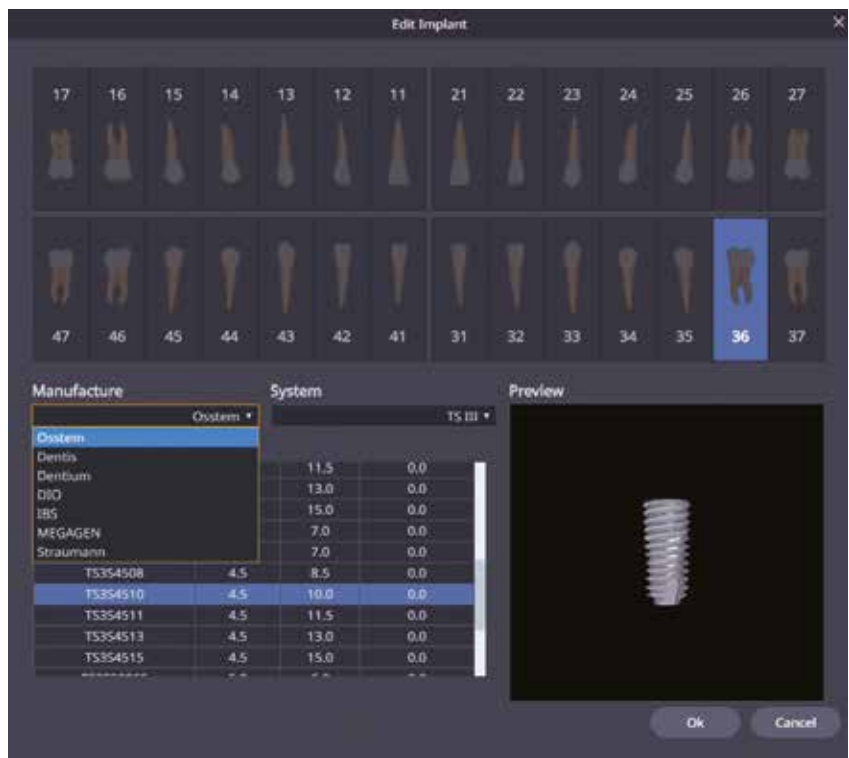 Edit Implant ×
17 16 15 14 13 12 11 21 22 23 24 25 26 27
47 46 45 44 43 42 41 31 32 33 34 35 36 37
Manufacture System Preview
Osstem TS III
Osstem
Dentis
Dentium
DIO
IBS
MEGAGEN
Straumann
11.5 0.0
13.0 0.0
15.0 0.0
7.0 0.0
7.0 0.0
TS3S4508 4.5 8.5 0.0
TS3S4510 4.5 10.0 0.0
TS3S4511 4.5 11.5 0.0
TS3S4513 4.5 13.0 0.0
TS3S4515 4.5 15.0 0.0
Ok Cancel